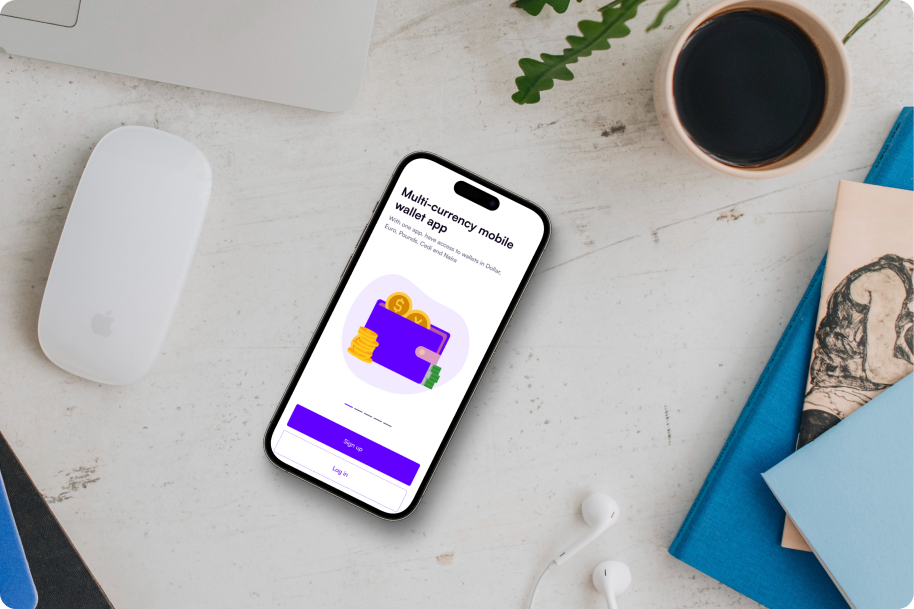 Multi-currency mobile
wallet app
With one app, have access to wallets in Dollar,
Euro, Pounds, Cedi and Naira
$
¥
Sign up
Log in